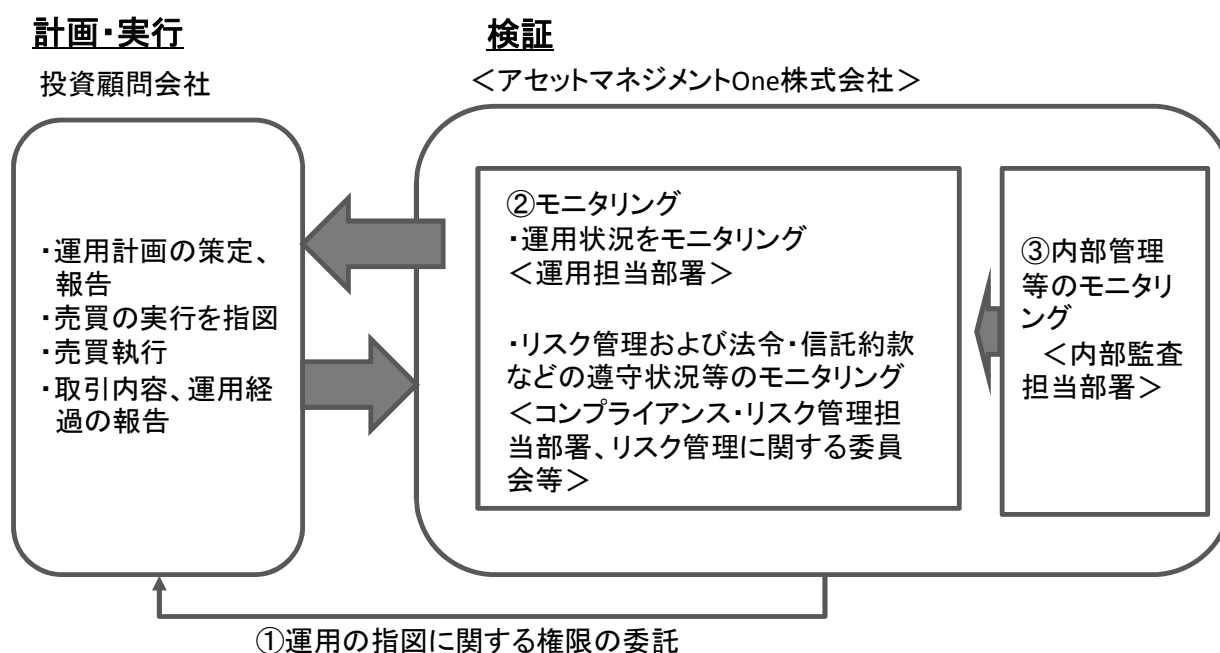 計画・実行
投資顧問会社
・運用計画の策定、
報告
・売買の実行を指図
・売買執行
・取引内容、運用経
過の報告
検証
＜アセットマネジメントOne株式会社＞
②モニタリング
・運用状況をモニタリング
＜運用担当部署＞
・リスク管理および法令・信託約款
などの遵守状況等のモニタリング
＜コンプライアンス・リスク管理担
当部署、リスク管理に関する委員
会等＞
③内部管理
等のモニタリ
ング
＜内部監査
担当部署＞
①運用の指図に関する権限の委託